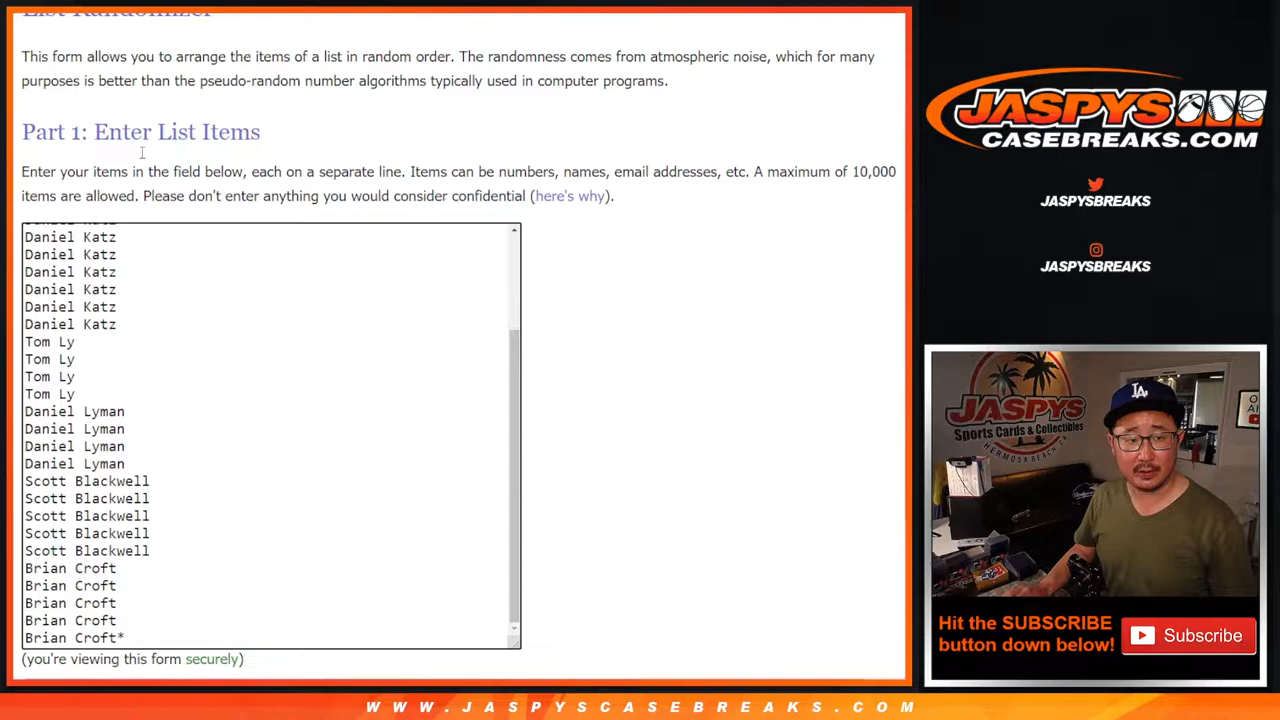 List Randomizer
This form allows you to arrange the items of a list in random order. The randomness comes from atmospheric noise, which for many
purposes is better than the pseudo-random number algorithms typically used in computer programs.
Part 1: Enter List Items
Enter your items in the field below, each on a separate line. Items can be numbers, names, email addresses, etc. A maximum of 10,000
items are allowed. Please don't enter anything you would consider confidential (here's why).
Daniel Katz
Daniel Katz
Daniel Katz
Daniel Katz
Daniel Katz
Daniel Katz
Tom Ly
Tom Ly
Tom Ly
Tom Ly
Daniel Lyman
Daniel Lyman
Daniel Lyman
Daniel Lyman
Scott Blackwell
Scott Blackwell
Scott Blackwell
Scott Blackwell
Scott Blackwell
Brian Croft
Brian Croft
Brian Croft
Brian Croft
Brian Croft*
(you're viewing this form securely)
JASPYS
CASEBREAKS.COM
JASPYSBREAKS
JASPYSBREAKS
JASPYS
Sports Cards & Collectibles
HERMOSA BEACH, CA
LA
Hit the SUBSCRIBE
button down below!
Subscribe
WWW.JASPYSCASEBREAKS.COM